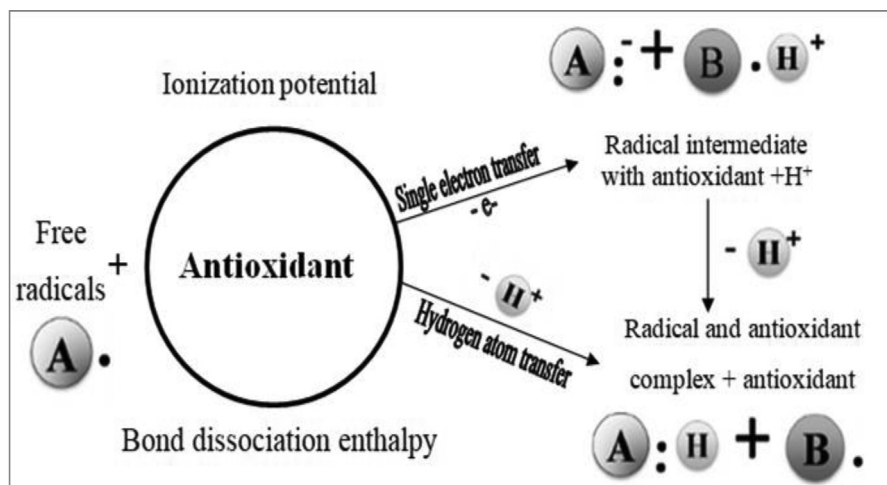 A :- + B . H+
Ionization potential
Single electron transfer
- e-
Radical intermediate
with antioxidant +H+
Free
radicals
+
Antioxidant
- H+
- H+
A .
Hydrogen atom transfer
Radical and antioxidant
complex + antioxidant
Bond dissociation enthalpy
A : H + B .